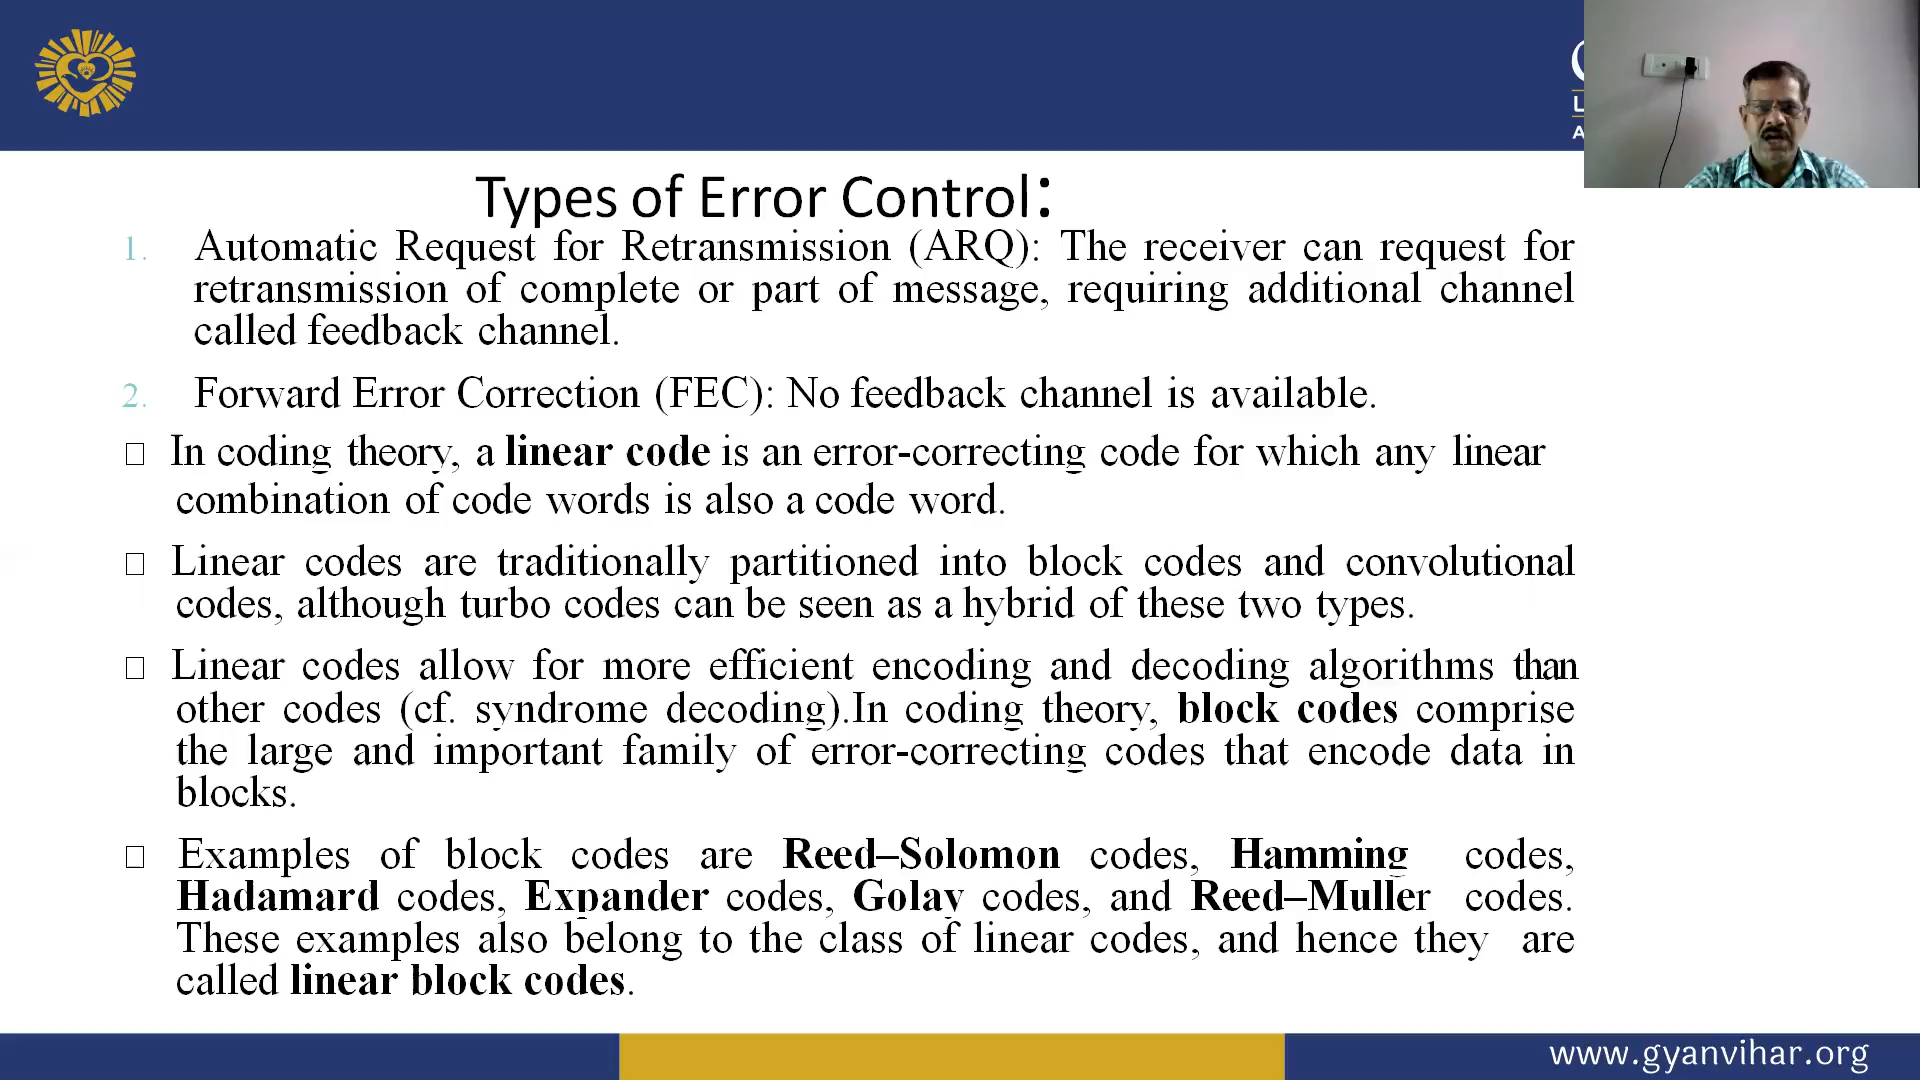 Types of Error Control:
1. Automatic Request for Retransmission (ARQ): The receiver can request for
retransmission of complete or part of message, requiring additional channel
called feedback channel.
2. Forward Error Correction (FEC): No feedback channel is available.
□ In coding theory, a linear code is an error-correcting code for which any linear
combination of code words is also a code word.
□ Linear codes are traditionally partitioned into block codes and convolutional
codes, although turbo codes can be seen as a hybrid of these two types.
□ Linear codes allow for more efficient encoding and decoding algorithms than
other codes (cf. syndrome decoding).In coding theory, block codes comprise
the large and important family of error-correcting codes that encode data in
blocks.
□ Examples of block codes are Reed–Solomon codes, Hamming codes,
Hadamard codes, Expander codes, Golay codes, and Reed–Muller codes.
These examples also belong to the class of linear codes, and hence they are
called linear block codes.
www.gyanvihar.org